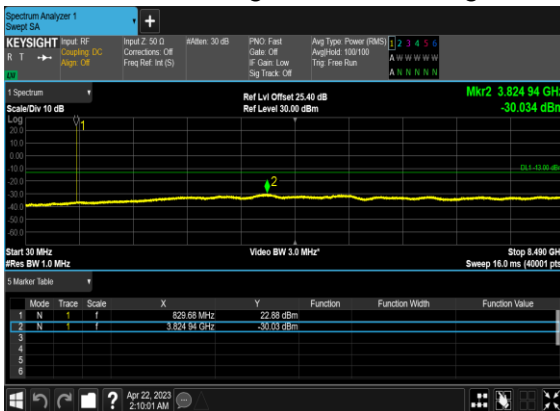 Spectrum Analyzer 1
Swept SA
KEYSIGHT Input: RF Input Z: 50 Ω #Atten: 30 dB PNO: Fast Avg Type: Power (RMS) 1 2 3 4 5 6
R T Coupling: DC Corrections: Off Gate: Off Avg|Hold: 100/100 A W W W W W
Align: Off Freq Ref: Int (S) IF Gain: Low Trig: Free Run
LV Sig Track: Off A N N N N N
1 Spectrum Ref Lvl Offset 25.40 dB Mkr2 3.824 94 GHz
Scale/Div 10 dB Ref Level 30.00 dBm -30.034 dBm
Log
20.0 1
10.0
0.00
-10.0 DL1 -13.00 dBm
-20.0 2
-30.0
-40.0
-50.0
-60.0
Start 30 MHz Video BW 3.0 MHz* Stop 8.490 GHz
#Res BW 1.0 MHz Sweep 16.0 ms (40001 pts)
5 Marker Table
Mode Trace Scale X Y Function Function Width Function Value
1 N 1 f 829.68 MHz 22.88 dBm
2 N 1 f 3.824 94 GHz -30.03 dBm
3
4
5
6
? Apr 22, 2023
2:10:01 AM